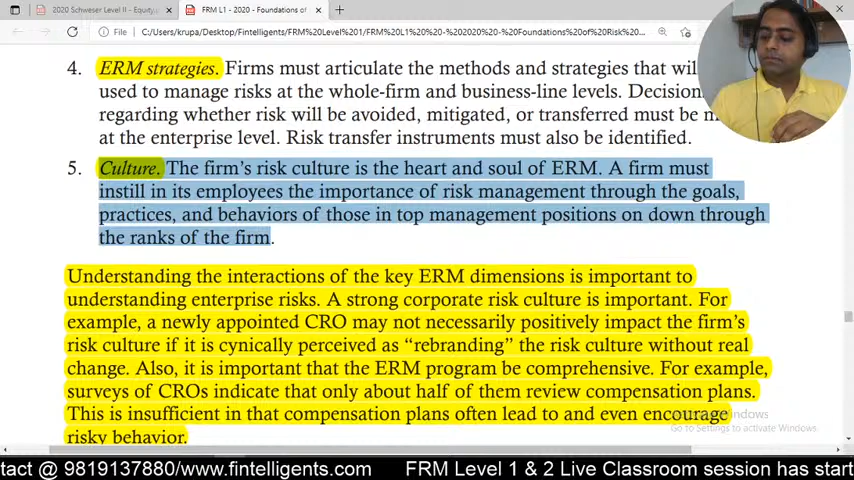 2020 Schweser Level II - Equity,
FRM L1 - 2020 - Foundations of
File
C:/Users/krupa/Desktop/Fintelligents/FRM%20Level%201/FRM%20L1%20%20-%202020%20-%20Foundations%20of%20Risk
4. ERM strategies. Firms must articulate the methods and strategies that wil
used to manage risks at the whole-firm and business-line levels. Decision
regarding whether risk will be avoided, mitigated, or transferred must be m
at the enterprise level. Risk transfer instruments must also be identified.
5. Culture. The firm's risk culture is the heart and soul of ERM. A firm must
instill in its employees the importance of risk management through the goals,
practices, and behaviors of those in top management positions on down through
the ranks of the firm.
Understanding the interactions of the key ERM dimensions is important to
understanding enterprise risks. A strong corporate risk culture is important. For
example, a newly appointed CRO may not necessarily positively impact the firm's
risk culture if it is cynically perceived as “rebranding” the risk culture without real
change. Also, it is important that the ERM program be comprehensive. For example,
surveys of CROs indicate that only about half of them review compensation plans.
This is insufficient in that compensation plans often lead to and even encourage
risky behavior.
Windows
Go to Settings to activate Windows.
tact @ 9819137880/www.fintelligents.com FRM Level 1 & 2 Live Classroom session has start